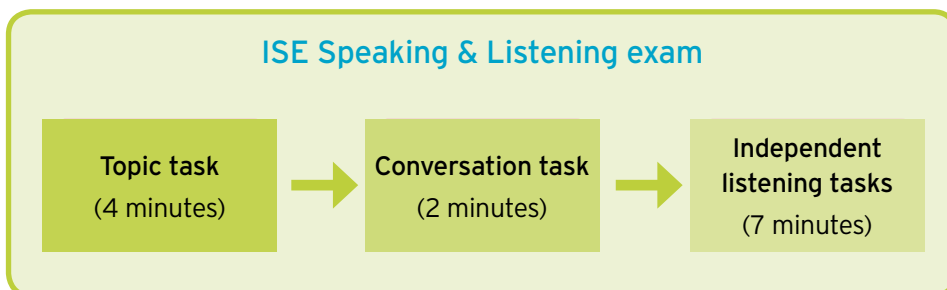 ISE Speaking & Listening exam
Topic task
(4 minutes)
Conversation task
(2 minutes)
Independent
listening tasks
(7 minutes)